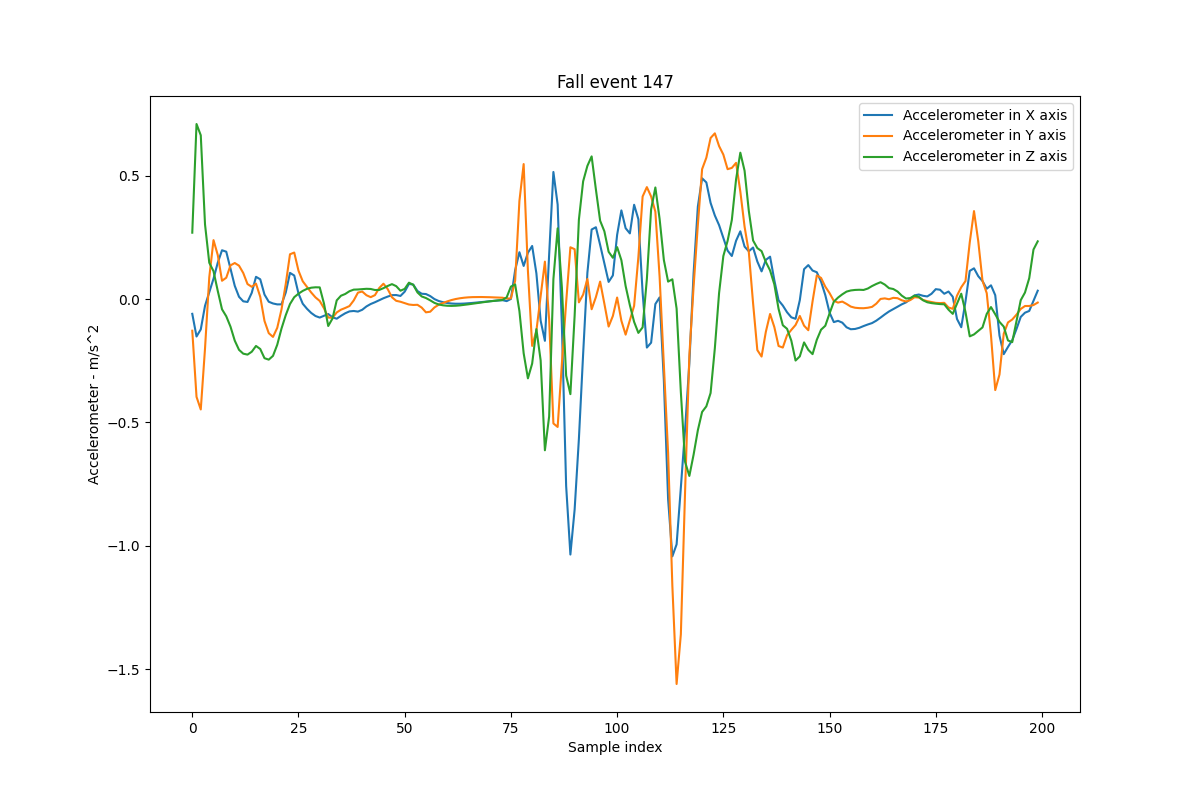 Fall event 147
Accelerometer in X axis
Accelerometer in Y axis
Accelerometer in Z axis
Accelerometer - m/s^2
0.5
0.0
−0.5
−1.0
−1.5
0 25 50 75 100 125 150 175 200
Sample index